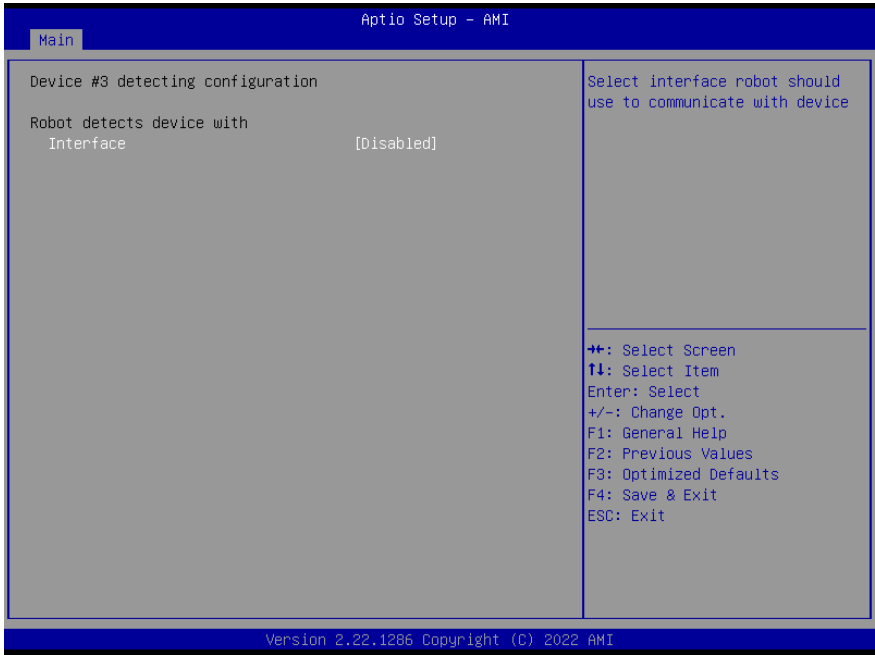 Aptio Setup – AMI
Main
Device #3 detecting configuration
Robot detects device with
Interface [Disabled]
Select interface robot should
use to communicate with device
→←: Select Screen
↑↓: Select Item
Enter: Select
+/-: Change Opt.
F1: General Help
F2: Previous Values
F3: Optimized Defaults
F4: Save & Exit
ESC: Exit
Version 2.22.1286 Copyright (C) 2022 AMI